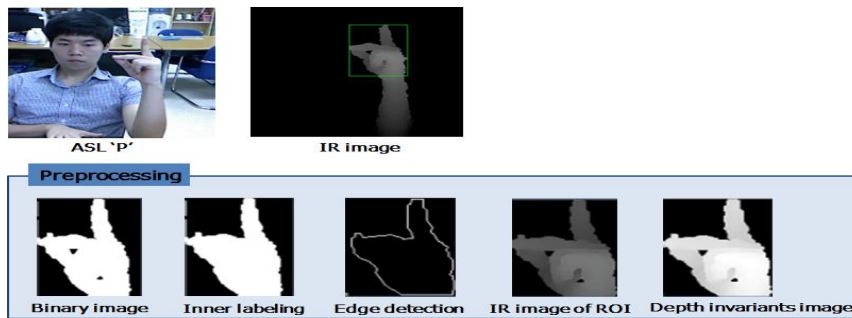 ASL 'P'
IR image
Preprocessing
Binary image
Inner labeling
Edge detection
IR image of ROI
Depth invariants image